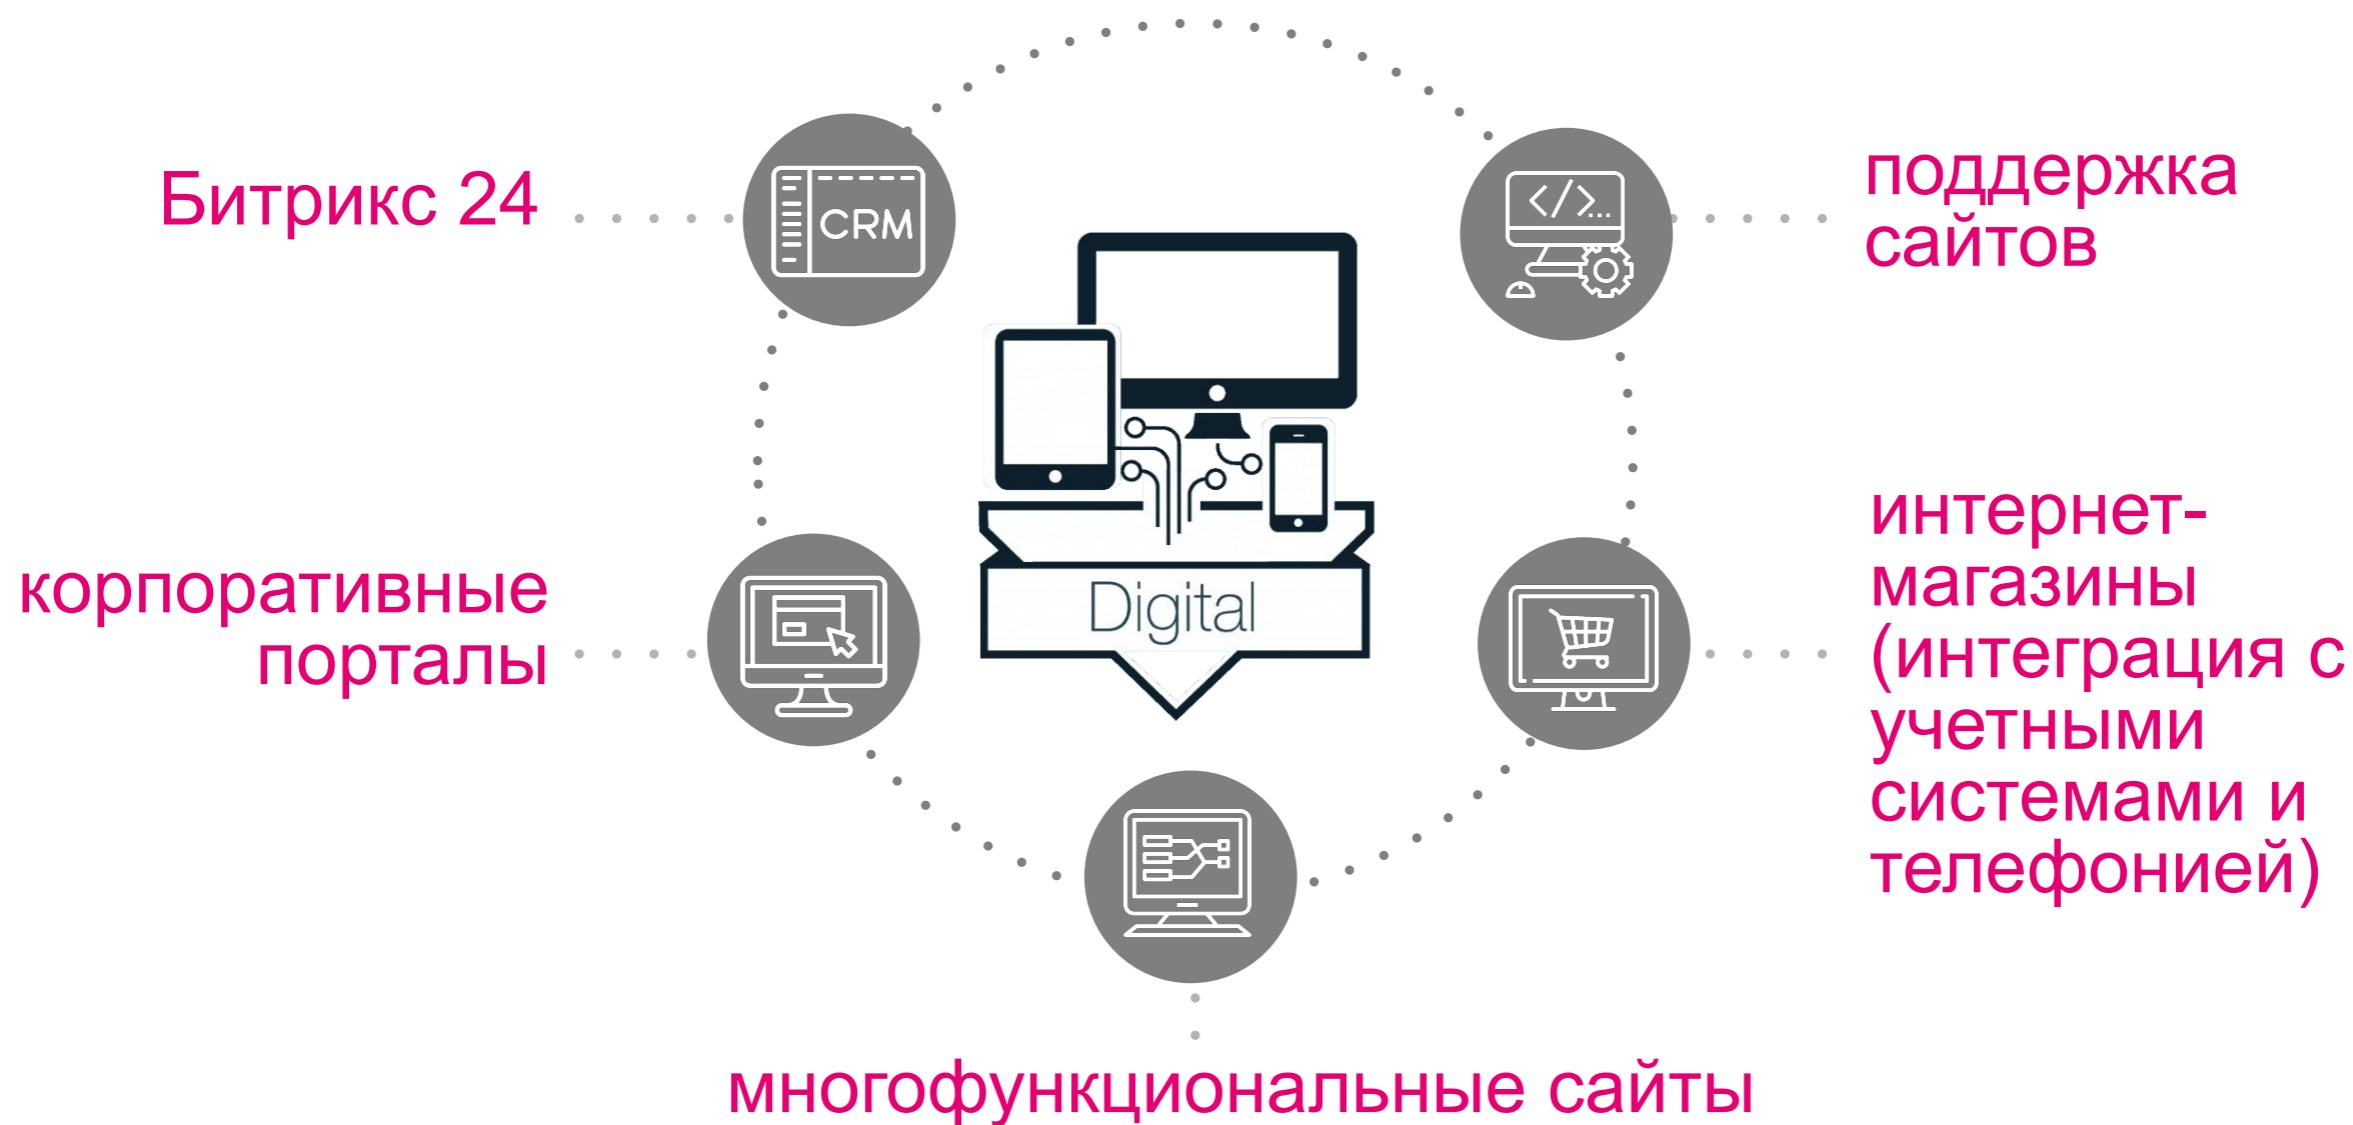 Битрикс 24
CRM
</>...
поддержка
сайтов
Digital
корпоративные
порталы
интернет-
магазины
(интеграция с
учетными
системами и
телефонией)
многофункциональные сайты